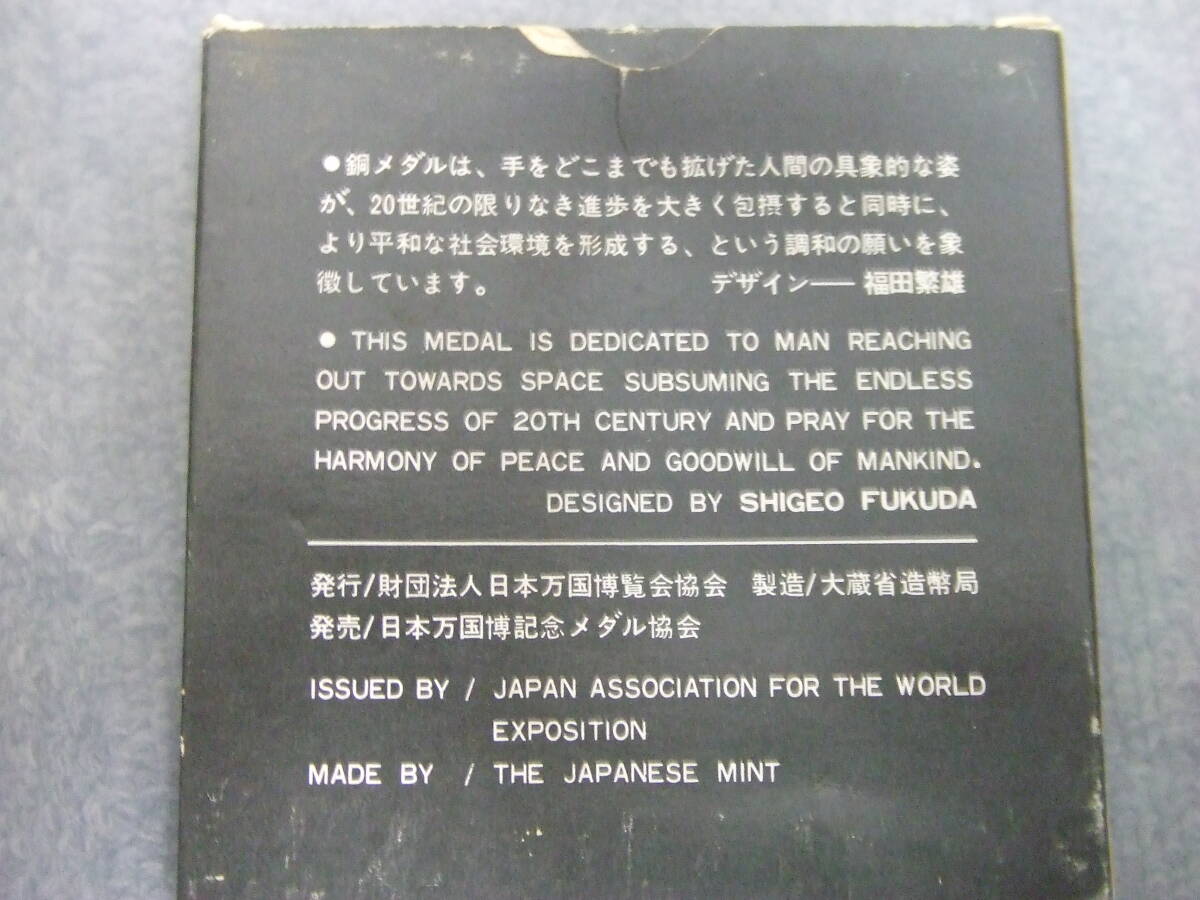 ●銅メダルは、手をどこまでも拡げた人間の具象的な姿
が、20世紀の限りなき進歩を大きく包摂すると同時に、
より平和な社会環境を形成する、という調和の願いを象
徴しています。 デザイン── 福田繁雄
● THIS MEDAL IS DEDICATED TO MAN REACHING
OUT TOWARDS SPACE SUBSUMING THE ENDLESS
PROGRESS OF 20TH CENTURY AND PRAY FOR THE
HARMONY OF PEACE AND GOODWILL OF MANKIND.
DESIGNED BY SHIGEO FUKUDA
発行/財団法人日本万国博覧会協会 製造/大蔵省造幣局
発売/日本万国博記念メダル協会
ISSUED BY / JAPAN ASSOCIATION FOR THE WORLD
EXPOSITION
MADE BY / THE JAPANESE MINT